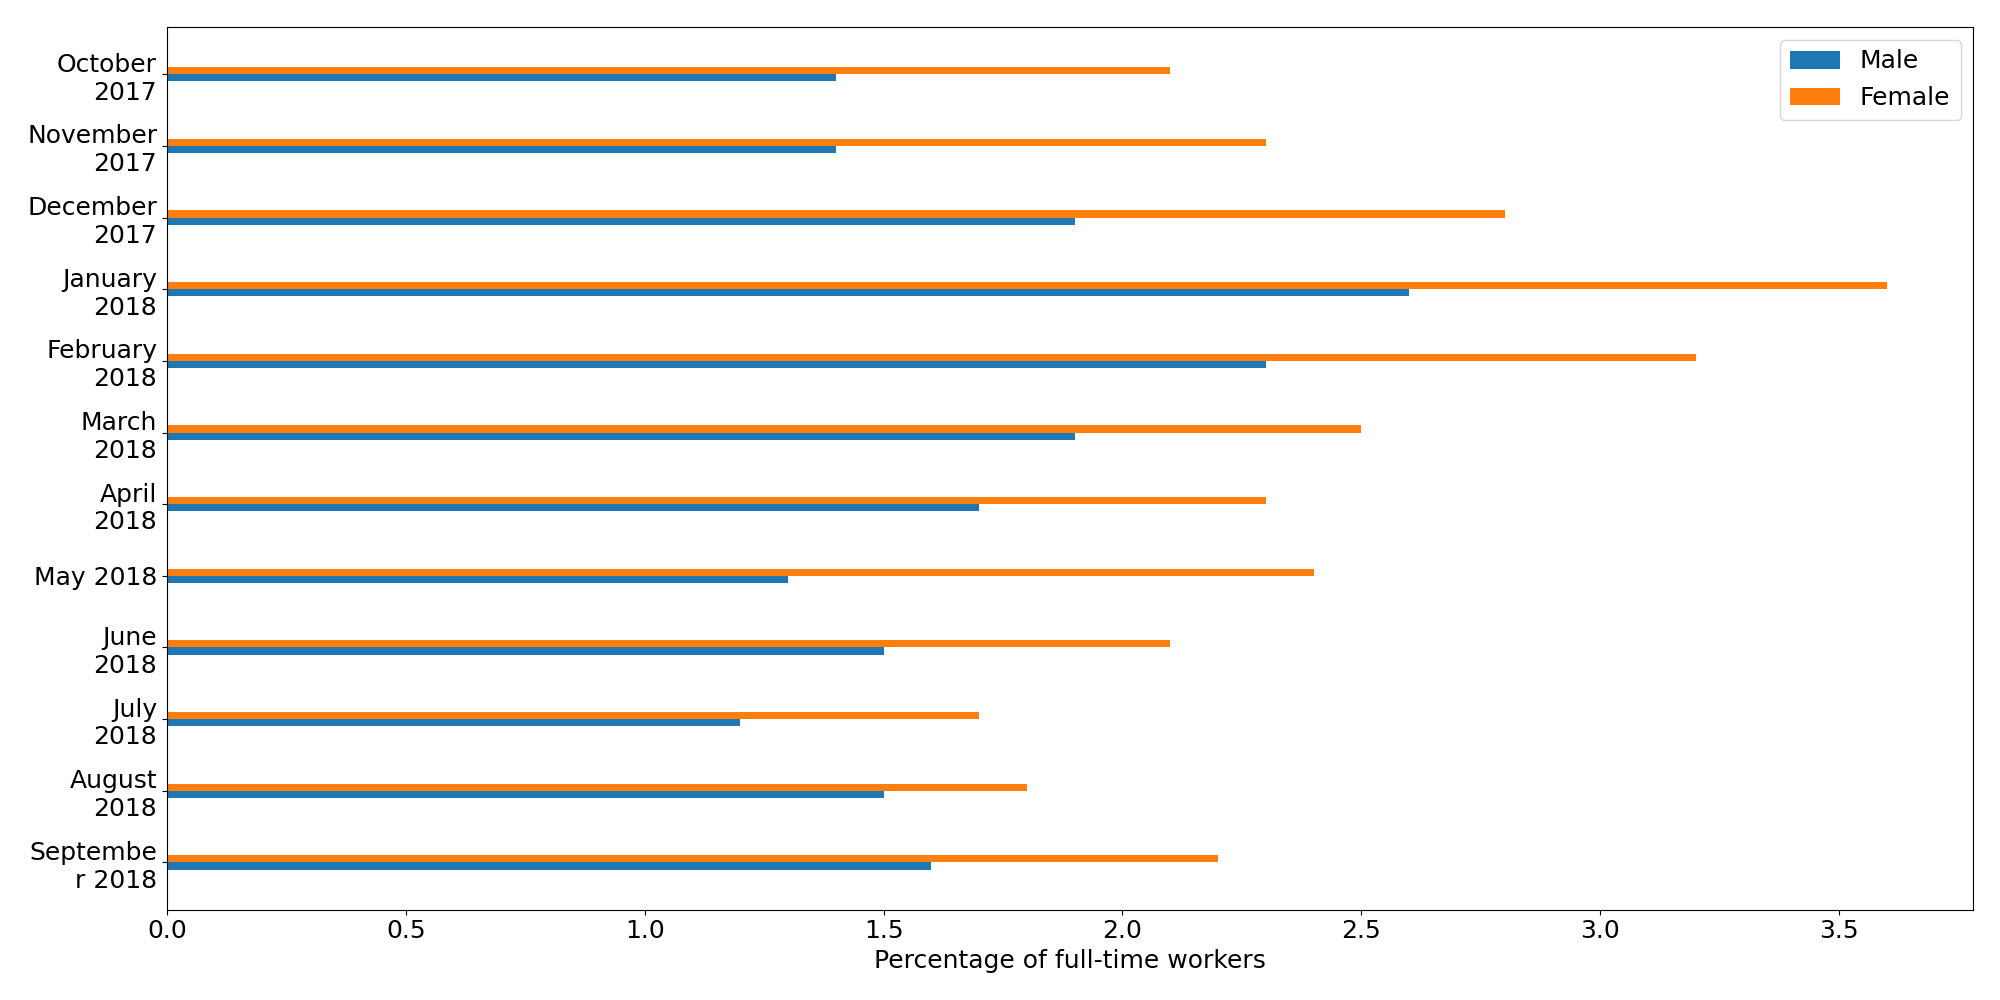 October
2017
November
2017
December
2017
January
2018
February
2018
March
2018
April
2018
May 2018
June
2018
July
2018
August
2018
Septembe
r 2018
0.0 0.5 1.0 1.5 2.0 2.5 3.0 3.5
Percentage of full-time workers
Male
Female